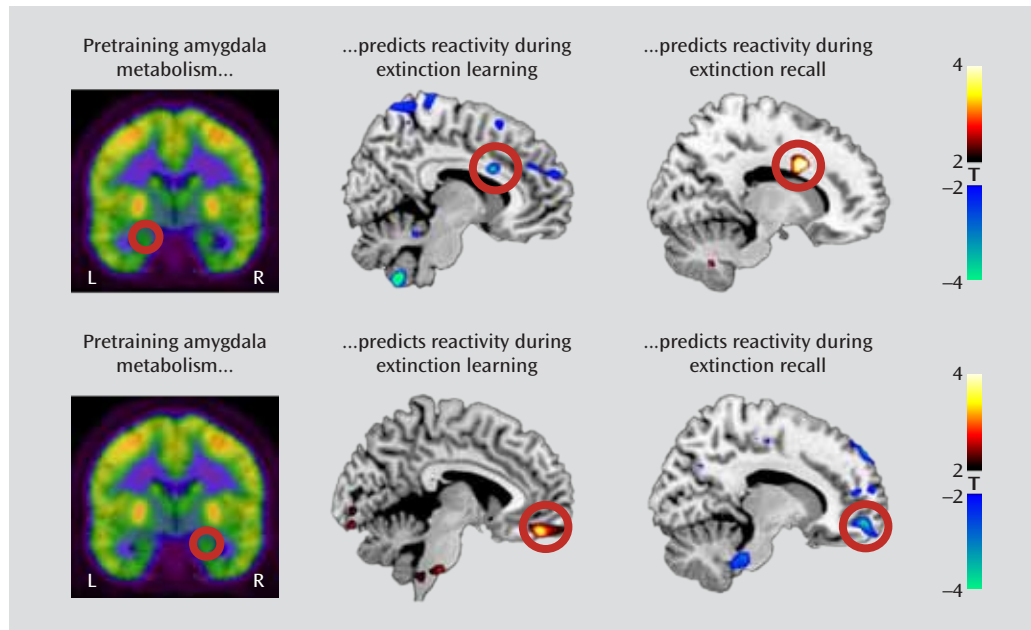 Pretraining amygdala
metabolism...
...predicts reactivity during
extinction learning
...predicts reactivity during
extinction recall
L
R
4
2
T
−2
−4
Pretraining amygdala
metabolism...
...predicts reactivity during
extinction learning
...predicts reactivity during
extinction recall
L
R
4
2
T
−2
−4